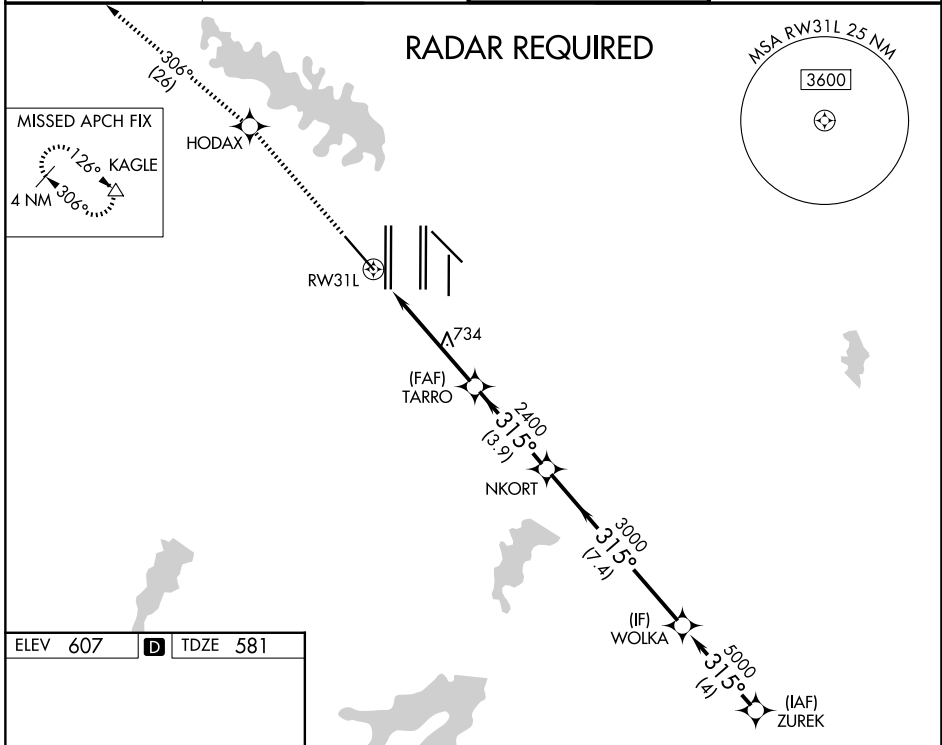 RADAR REQUIRED
MSA RW31L 25 NM
3600
306°
(26)
HODAX
MISSED APCH FIX
126°
KAGLE
4 NM
306°
RW31L
734
(FAF)
TARRO
2400
315°
(3.9)
NKORT
3000
315°
(7.4)
(IF)
WOLKA
5000
315°
(4)
(IAF)
ZUREK
ELEV 607 D TDZE 581